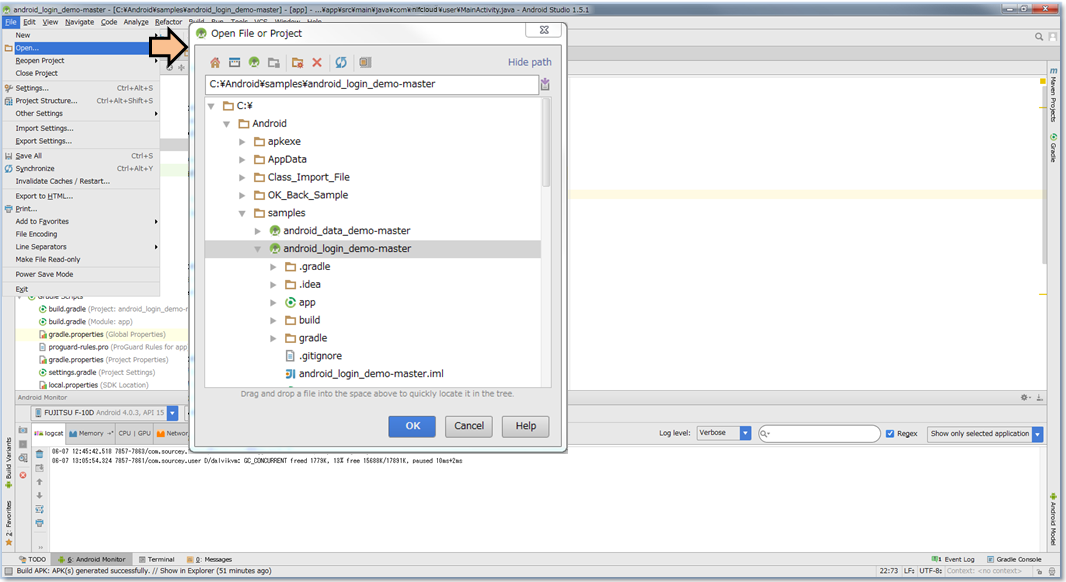 android_login_demo-master - [C:¥Android¥samples¥android_login_demo-master] - [app] - ...¥app¥src¥main¥java¥com¥nifcloud¥user¥MainActivity.java - Android Studio 1.5.1
File Edit View Navigate Code Analyze Refactor Build Run Tools VCS Window Help
New
Open...
Reopen Project
Close Project
Settings... Ctrl+Alt+S
Project Structure... Ctrl+Alt+Shift+S
Other Settings
Import Settings...
Export Settings...
Save All Ctrl+S
Synchronize Ctrl+Alt+Y
Invalidate Caches / Restart...
Export to HTML...
Print...
Add to Favorites
File Encoding
Line Separators
Make File Read-only
Power Save Mode
Exit
Gradle Scripts
build.gradle (Project: android_login_demo-r
build.gradle (Module: app)
gradle.properties (Global Properties)
proguard-rules.pro (ProGuard Rules for app
gradle.properties (Project Properties)
settings.gradle (Project Settings)
local.properties (SDK Location)
Open File or Project
Hide path
C:¥Android¥samples¥android_login_demo-master
C:¥
Android
apkexe
AppData
Class_Import_File
OK_Back_Sample
samples
android_data_demo-master
android_login_demo-master
.gradle
.idea
app
build
gradle
.gitignore
android_login_demo-master.iml
Drag and drop a file into the space above to quickly locate it in the tree.
OK Cancel Help
Maven Projects
Gradle
Android Model
Build Variants
2: Favorites
Android Monitor
FUJITSU F-10D Android 4.0.3, API 15
logcat Memory CPU GPU Networ
Log level: Verbose Regex Show only selected application
06-07 12:45:42.518 7857-7863/com.sourcey.
06-07 13:05:54.324 7857-7861/com.sourcey.user D/dalvikvm: GC_CONCURRENT freed 1779K, 13% free 15688K/17891K, paused 10ms+2ms
TODO 6: Android Monitor Terminal 0: Messages 1 Event Log Gradle Console
Build APK: APK(s) generated successfully. // Show in Explorer (51 minutes ago) 22:73 LF: UTF-8: Context: <no context>